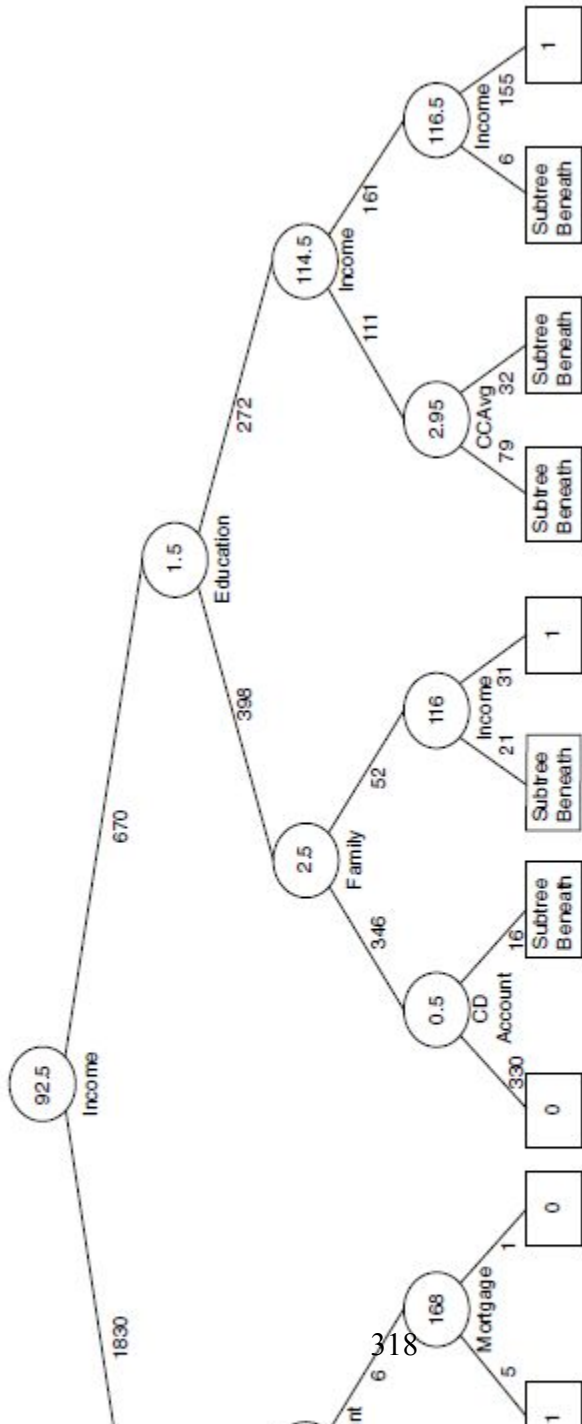 92.5
Income
1830
670
1.5
Education
398
272
2.5
Family
114.5
Income
nt
6
346
52
111
161
168
Mortgage
0.5
CD
Account
116
Income
2.95
CCAvg
116.5
Income
5
1
330
16
21
31
79
32
6
155
1
0
0
Subtree
Beneath
Subtree
Beneath
1
Subtree
Beneath
Subtree
Beneath
Subtree
Beneath
1
318